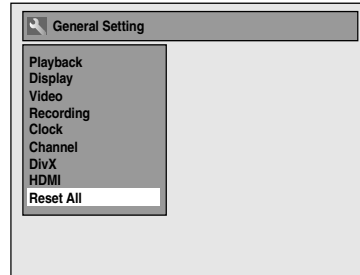 General Setting
Playback
Display
Video
Recording
Clock
Channel
DivX
HDMI
Reset All